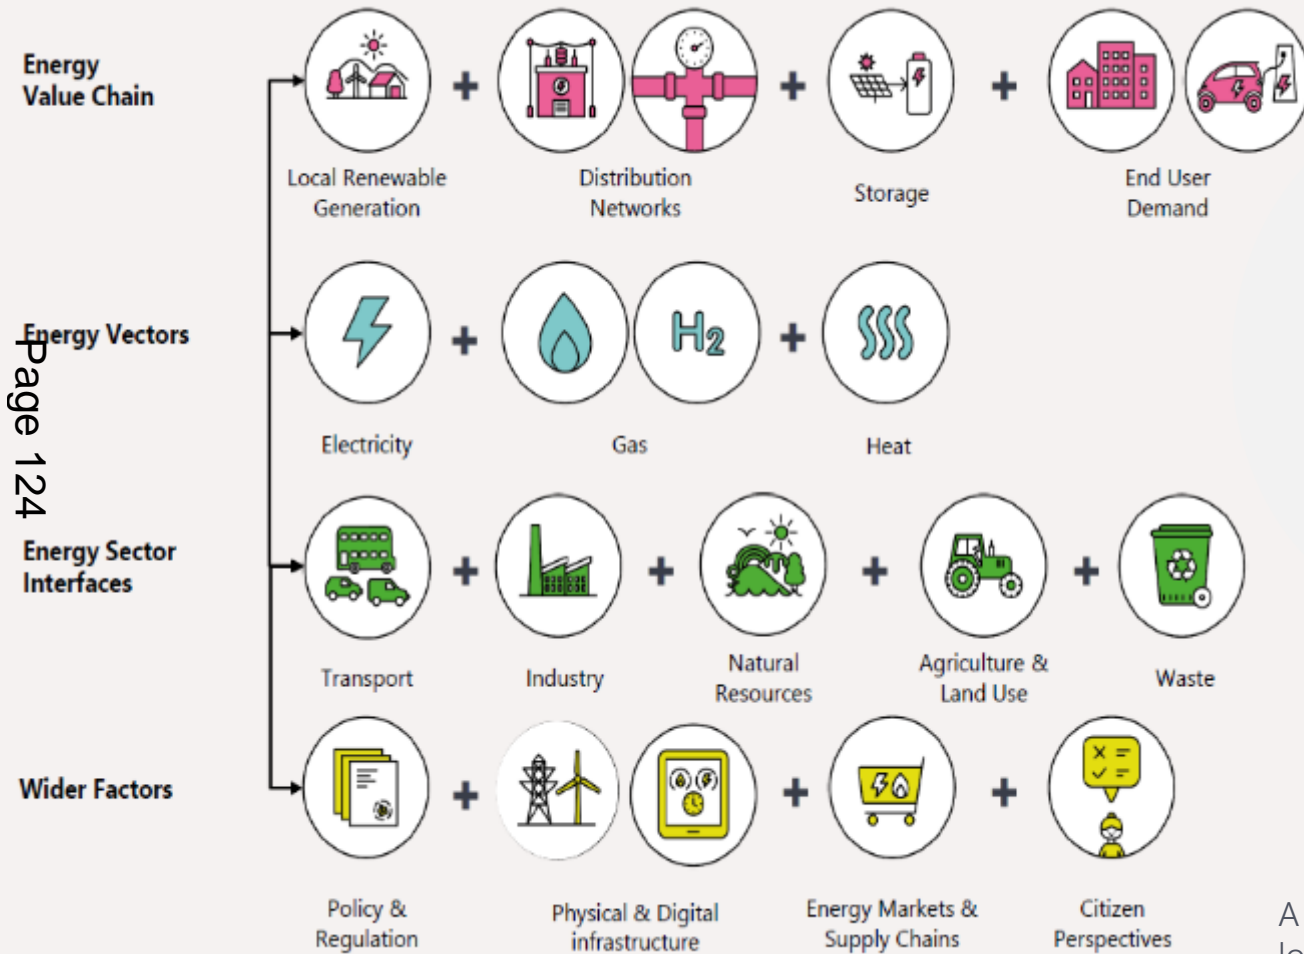 Energy
Value Chain
Local Renewable
Generation
Distribution
Networks
Storage
End User
Demand
Energy Vectors
H2
Electricity
Gas
Heat
Page 124
Energy Sector
Interfaces
Transport
Industry
Natural
Resources
Agriculture &
Land Use
Waste
Wider Factors
Policy &
Regulation
Physical & Digital
infrastructure
Energy Markets &
Supply Chains
Citizen
Perspectives
A